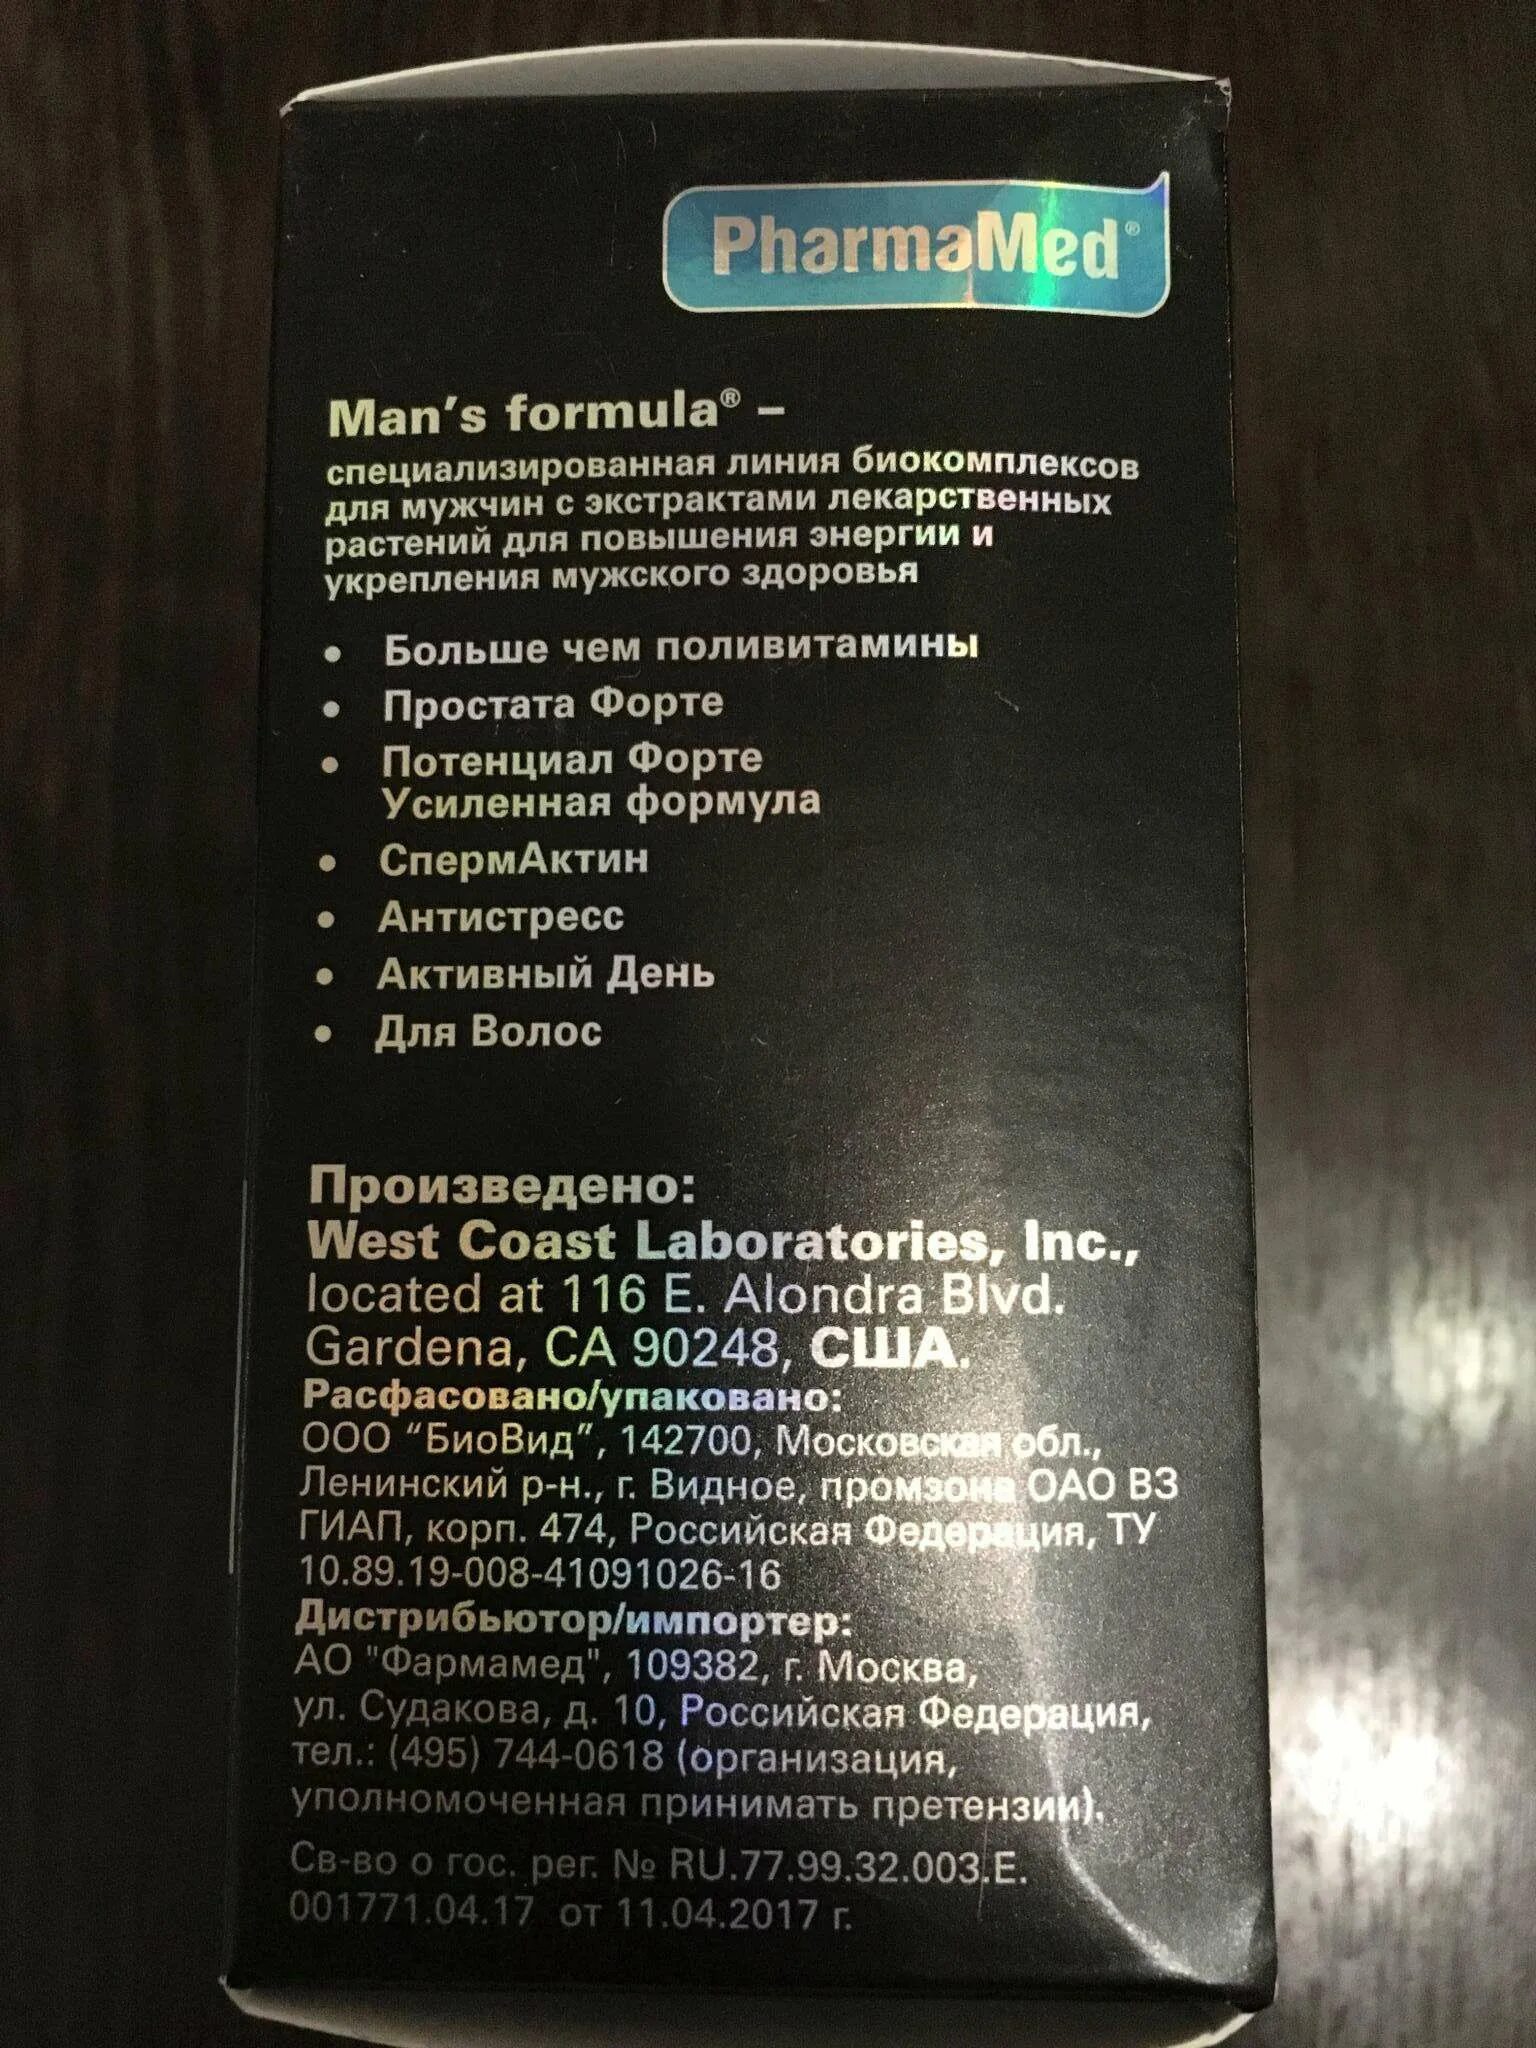 PharmaMed®
Man's formula® –
специализированная линия биокомплексов
для мужчин с экстрактами лекарственных
растений для повышения энергии и
укрепления мужского здоровья
• Больше чем поливитамины
• Простата Форте
• Потенциал Форте
Усиленная формула
• СпермАктин
• Антистресс
• Активный День
• Для Волос
Произведено:
West Coast Laboratories, Inc.,
located at 116 E. Alondra Blvd.
Gardena, CA 90248, США.
Расфасовано/упаковано:
ООО “БиоВид”, 142700, Московская обл.,
Ленинский р-н., г. Видное, промзона ОАО ВЗ
ГИАП, корп. 474, Российская Федерация, ТУ
10.89.19-008-41091026-16
Дистрибьютор/импортер:
АО "Фармамед", 109382, г. Москва,
ул. Судакова, д. 10, Российская Федерация,
тел.: (495) 744-0618 (организация,
уполномоченная принимать претензии).
Св-во о гос. рег. № RU.77.99.32.003.E.
001771.04.17 от 11.04.2017 г.